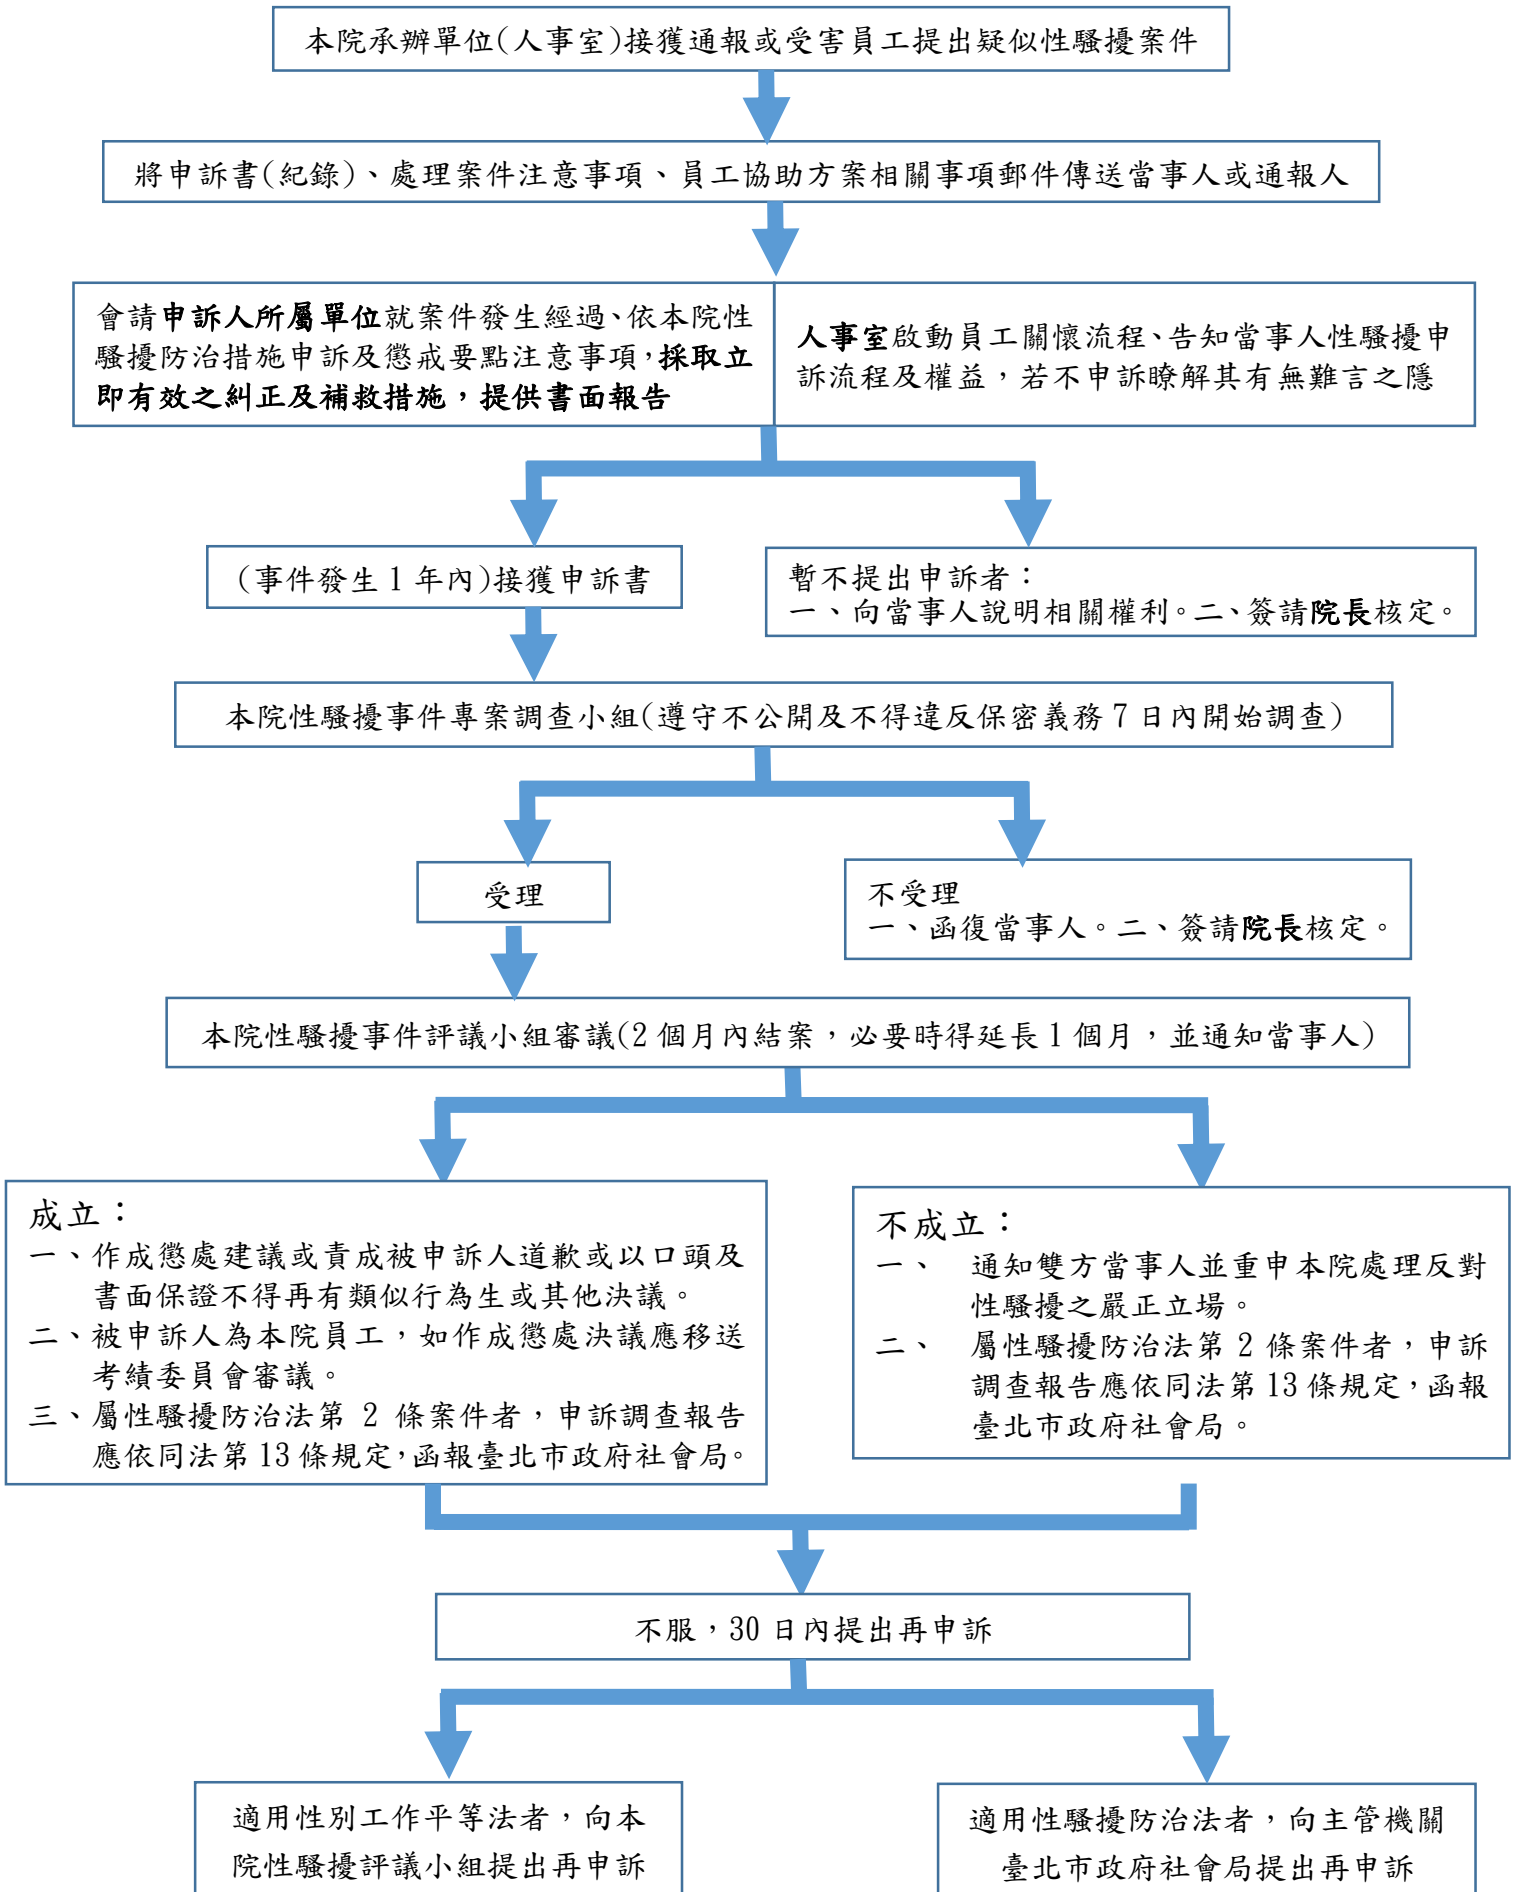 本院承辦單位(人事室)接獲通報或受害員工提出疑似性騷擾案件
將申訴書(紀錄)、處理案件注意事項、員工協助方案相關事項郵件傳送當事人或通報人
會請申訴人所屬單位就案件發生經過、依本院性
騷擾防治措施申訴及懲戒要點注意事項，採取立
即有效之糾正及補救措施，提供書面報告
人事室啟動員工關懷流程、告知當事人性騷擾申
訴流程及權益，若不申訴瞭解其有無難言之隱
(事件發生 1 年內)接獲申訴書
暫不提出申訴者：
一、向當事人說明相關權利。二、簽請院長核定。
本院性騷擾事件專案調查小組(遵守不公開及不得違反保密義務 7 日內開始調查)
受理
不受理
一、函復當事人。二、簽請院長核定。
本院性騷擾事件評議小組審議(2 個月內結案，必要時得延長 1 個月，並通知當事人)
成立：
一、作成懲處建議或責成被申訴人道歉或以口頭及
書面保證不得再有類似行為生或其他決議。
二、被申訴人為本院員工，如作成懲處決議應移送
考績委員會審議。
三、屬性騷擾防治法第 2 條案件者，申訴調查報告
應依同法第 13 條規定，函報臺北市政府社會局。
不成立：
一、 通知雙方當事人並重申本院處理反對
性騷擾之嚴正立場。
二、 屬性騷擾防治法第 2 條案件者，申訴
調查報告應依同法第 13 條規定，函報
臺北市政府社會局。
不服，30 日內提出再申訴
適用性別工作平等法者，向本
院性騷擾評議小組提出再申訴
適用性騷擾防治法者，向主管機關
臺北市政府社會局提出再申訴